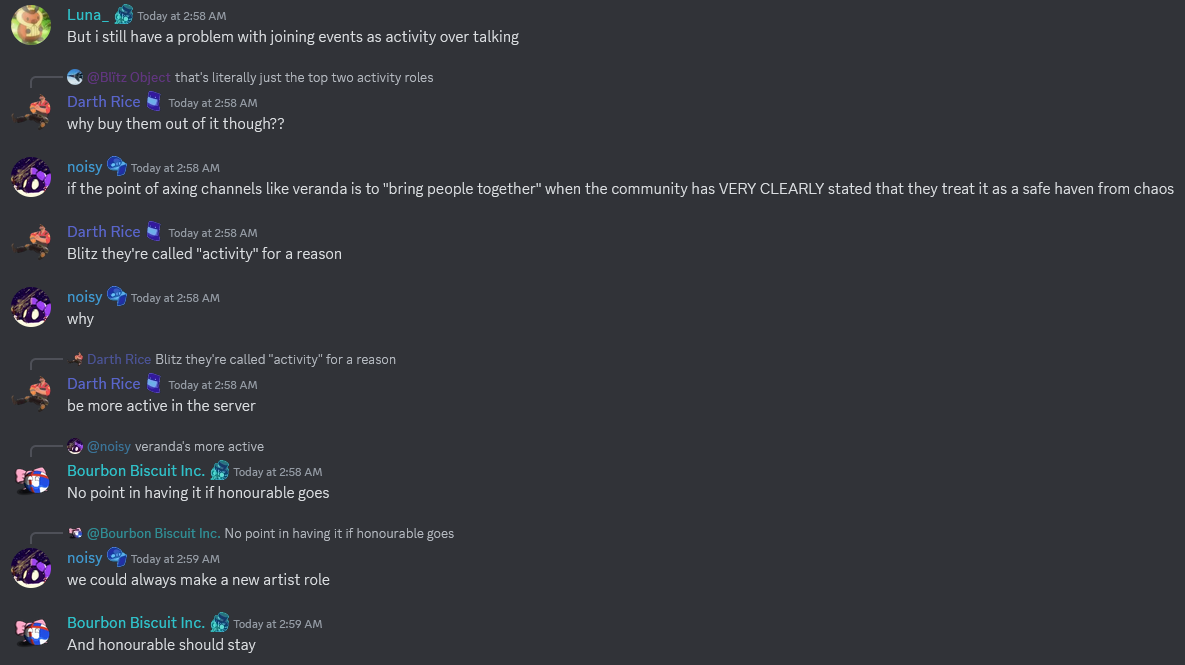 Luna_ Today at 2:58 AM
But i still have a problem with joining events as activity over talking
@Blitz Object that's literally just the top two activity roles
Darth Rice Today at 2:58 AM
why buy them out of it though??
noisy Today at 2:58 AM
if the point of axing channels like veranda is to "bring people together" when the community has VERY CLEARLY stated that they treat it as a safe haven from chaos
Darth Rice Today at 2:58 AM
Blitz they're called "activity" for a reason
noisy Today at 2:58 AM
why
Darth Rice Blitz they're called "activity" for a reason
Darth Rice Today at 2:58 AM
be more active in the server
@noisy veranda's more active
Bourbon Biscuit Inc. Today at 2:58 AM
No point in having it if honourable goes
@Bourbon Biscuit Inc. No point in having it if honourable goes
noisy Today at 2:59 AM
we could always make a new artist role
Bourbon Biscuit Inc. Today at 2:59 AM
And honourable should stay